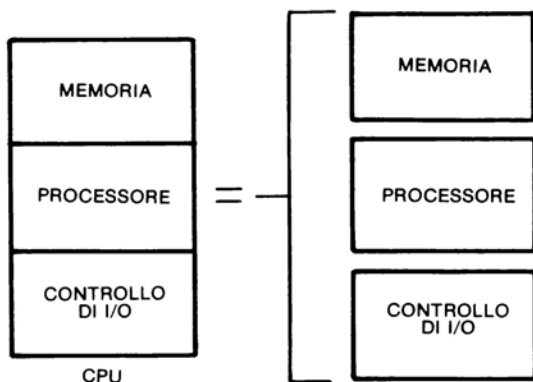 MEMORIA
PROCESSORE
CONTROLLO
DI I/O
CPU
=
MEMORIA
PROCESSORE
CONTROLLO
DI I/O